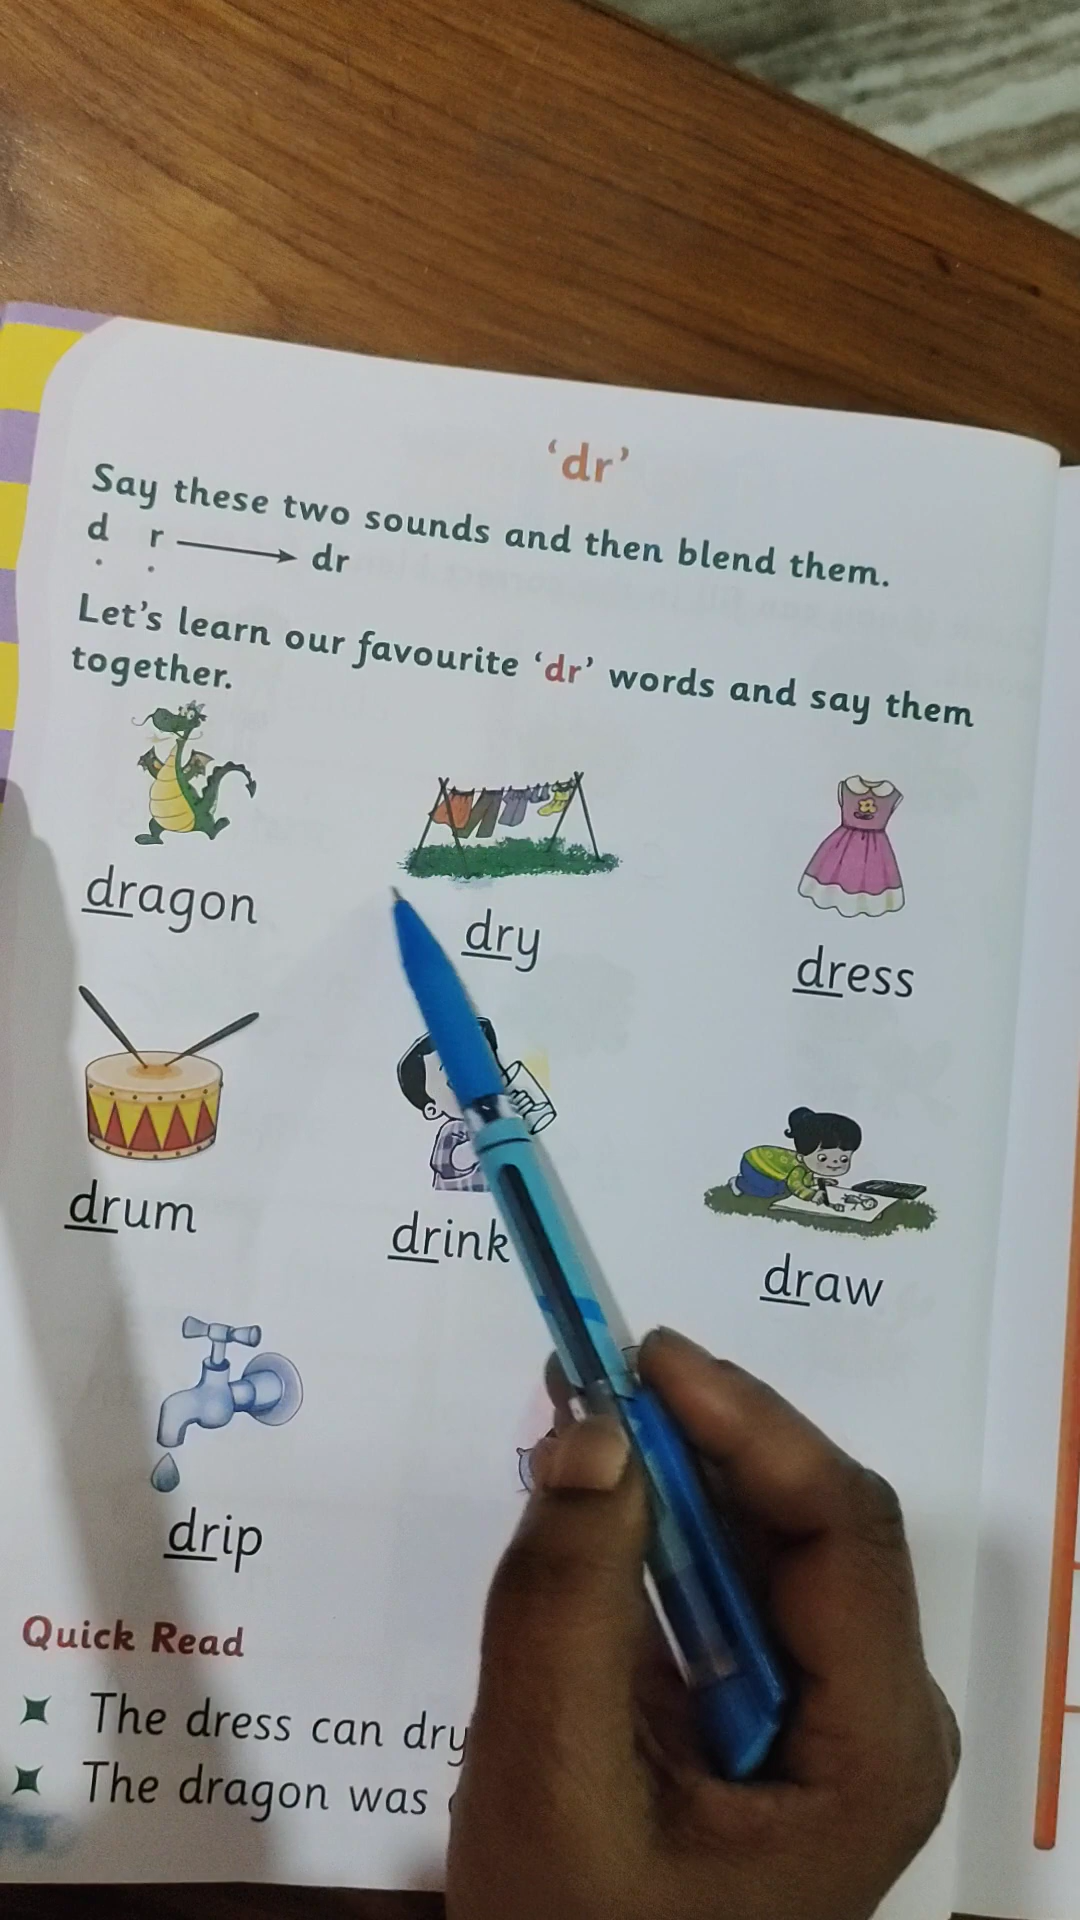 ‘dr’
Say these two sounds and then blend them.
d r dr
Let’s learn our favourite ‘dr’ words and say them
together.
dragon dry dress
drum drink draw
drip
Quick Read
The dress can dry
The dragon was